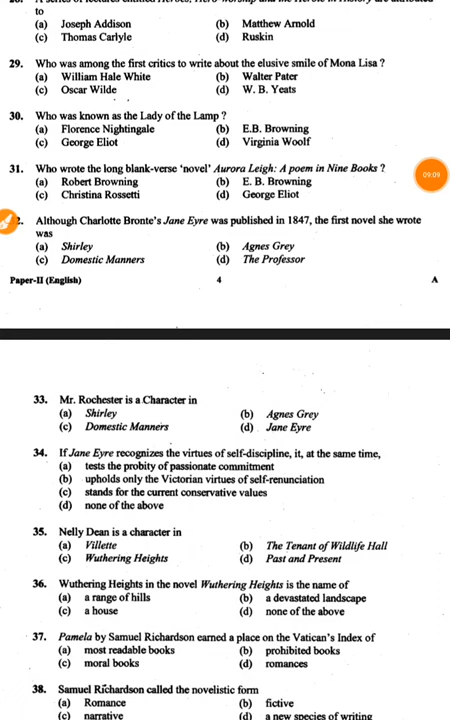 to
(a) Joseph Addison (b) Matthew Arnold
(c) Thomas Carlyle (d) Ruskin
29. Who was among the first critics to write about the elusive smile of Mona Lisa ?
(a) William Hale White (b) Walter Pater
(c) Oscar Wilde (d) W. B. Yeats
30. Who was known as the Lady of the Lamp ?
(a) Florence Nightingale (b) E.B. Browning
(c) George Eliot (d) Virginia Woolf
31. Who wrote the long blank-verse ‘novel’ Aurora Leigh: A poem in Nine Books ?
(a) Robert Browning (b) E. B. Browning
09:09
(c) Christina Rossetti (d) George Eliot
2. Although Charlotte Bronte's Jane Eyre was published in 1847, the first novel she wrote
was
(a) Shirley (b) Agnes Grey
(c) Domestic Manners (d) The Professor
Paper-II (English) 4 A
33. Mr. Rochester is a Character in
(a) Shirley (b) Agnes Grey
(c) Domestic Manners (d) Jane Eyre
34. If Jane Eyre recognizes the virtues of self-discipline, it, at the same time,
(a) tests the probity of passionate commitment
(b) upholds only the Victorian virtues of self-renunciation
(c) stands for the current conservative values
(d) none of the above
35. Nelly Dean is a character in
(a) Villette (b) The Tenant of Wildlife Hall
(c) Wuthering Heights (d) Past and Present
36. Wuthering Heights in the novel Wuthering Heights is the name of
(a) a range of hills (b) a devastated landscape
(c) a house (d) none of the above
37. Pamela by Samuel Richardson earned a place on the Vatican's Index of
(a) most readable books (b) prohibited books
(c) moral books (d) romances
38. Samuel Richardson called the novelistic form
(a) Romance (b) fictive
(c) narrative (d) a new species of writing